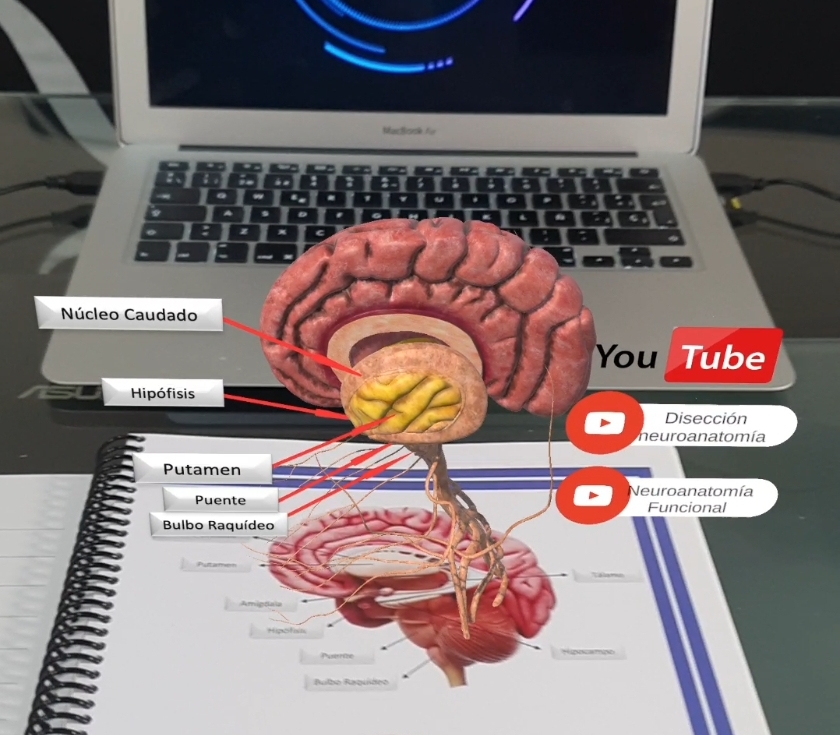 MacBook Air
Núcleo Caudado
You Tube
Hipófisis
Disección
neuroanatomía
Putamen
Puente
Neuroanatomía
Funcional
Bulbo Raquídeo
Putamen
Tálamo
Amígdala
Hipófisis
Puente
Hipocampo
Bulbo Raquídeo
ASUS